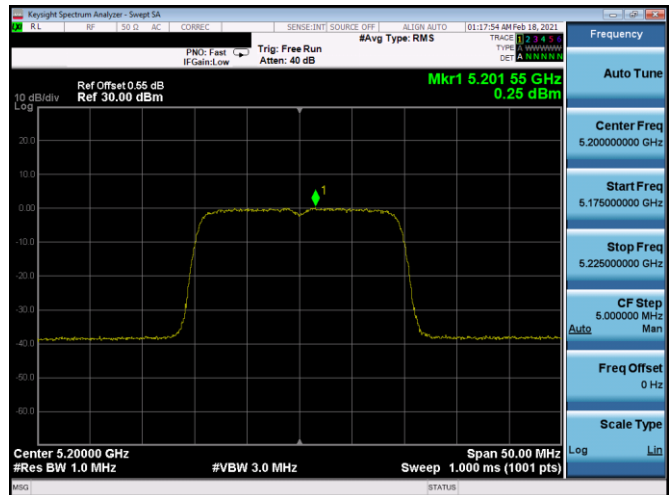 Keysight Spectrum Analyzer - Swept SA
RL RF 50 Ω AC CORREC SENSE:INT SOURCE OFF ALIGN AUTO 01:17:54 AM Feb 18, 2021
#Avg Type: RMS
TRACE 1 2 3 4 5 6
TYPE A WWWWW
DET A NNNNN
PNO: Fast
IFGain:Low
Trig: Free Run
Atten: 40 dB
Frequency
Auto Tune
Center Freq
5.200000000 GHz
Start Freq
5.175000000 GHz
Stop Freq
5.225000000 GHz
CF Step
5.000000 MHz
Auto Man
Freq Offset
0 Hz
Scale Type
Log Lin
Mkr1 5.201 55 GHz
0.25 dBm
Ref Offset 0.55 dB
10 dB/div Ref 30.00 dBm
Log
20.0
10.0
0.00
-10.0
-20.0
-30.0
-40.0
-50.0
-60.0
1
Center 5.20000 GHz Span 50.00 MHz
#Res BW 1.0 MHz #VBW 3.0 MHz Sweep 1.000 ms (1001 pts)
MSG STATUS